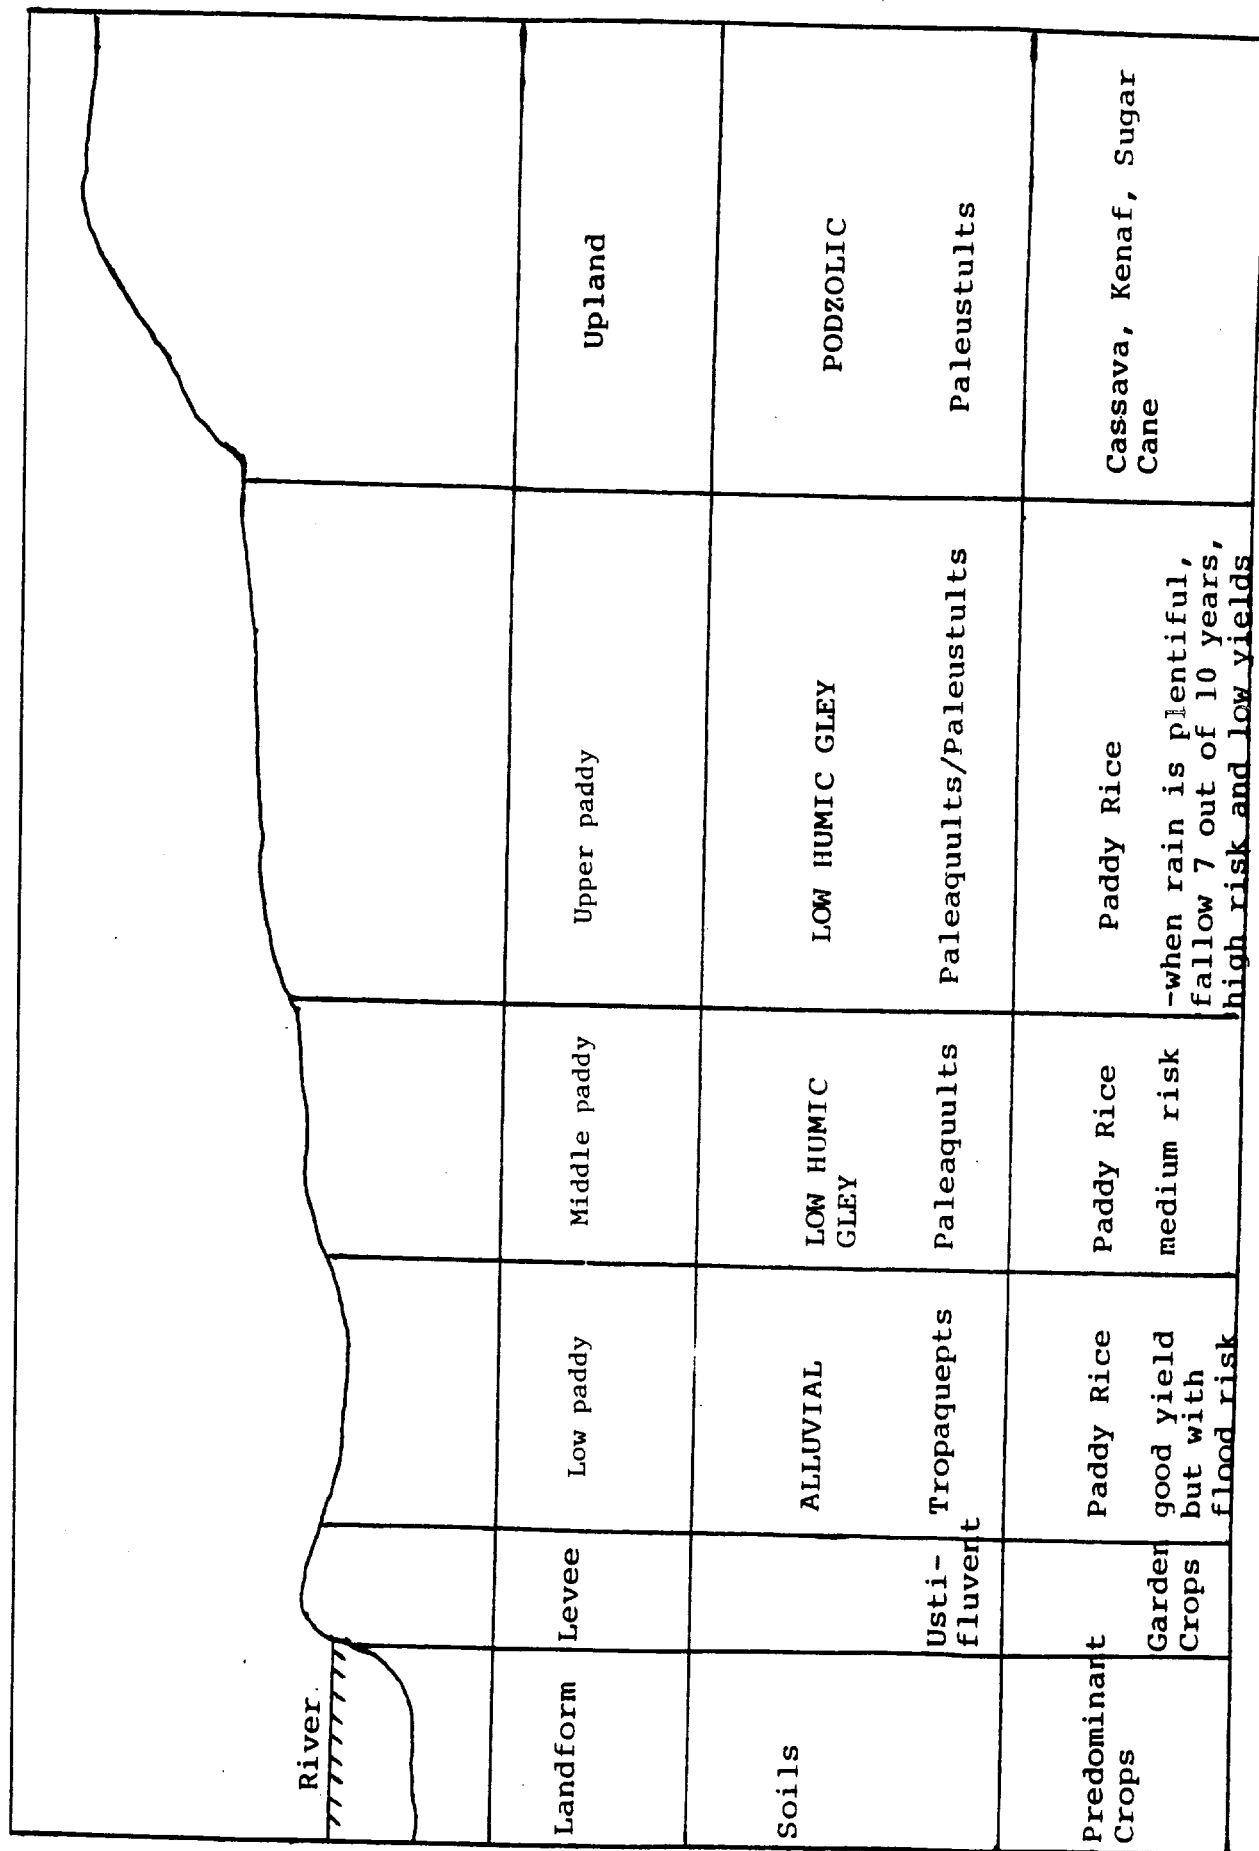 River
Landform
Levee
Low paddy
Middle paddy
Upper paddy
Upland
Soils
Usti-
fluvent
ALLUVIAL
Tropaquepts
LOW HUMIC
GLEY
Paleaquults
LOW HUMIC GLEY
Paleaquults/Paleustults
PODZOLIC
Paleustults
Predominant
Crops
Garden
Crops
Paddy Rice
good yield
but with
flood risk
Paddy Rice
medium risk
Paddy Rice
-when rain is plentiful,
fallow 7 out of 10 years,
high risk and low yields
Cassava, Kenaf, Sugar
Cane